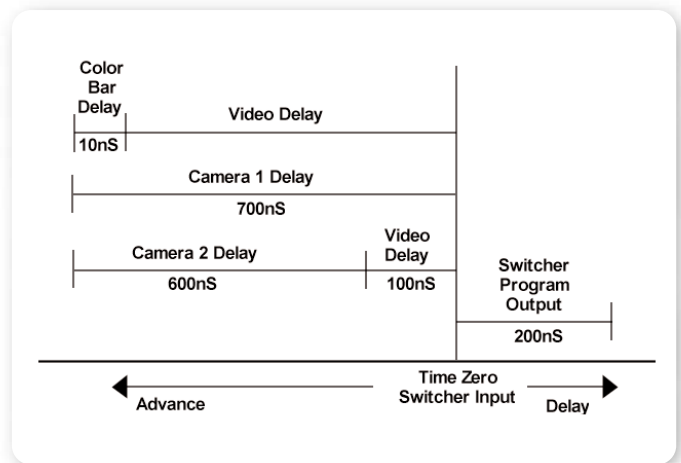 Color
Bar
Delay
Video Delay
10nS
Camera 1 Delay
700nS
Camera 2 Delay
Video
Delay
600nS
100nS
Switcher
Program
Output
200nS
Time Zero
Switcher Input
Advance
Delay